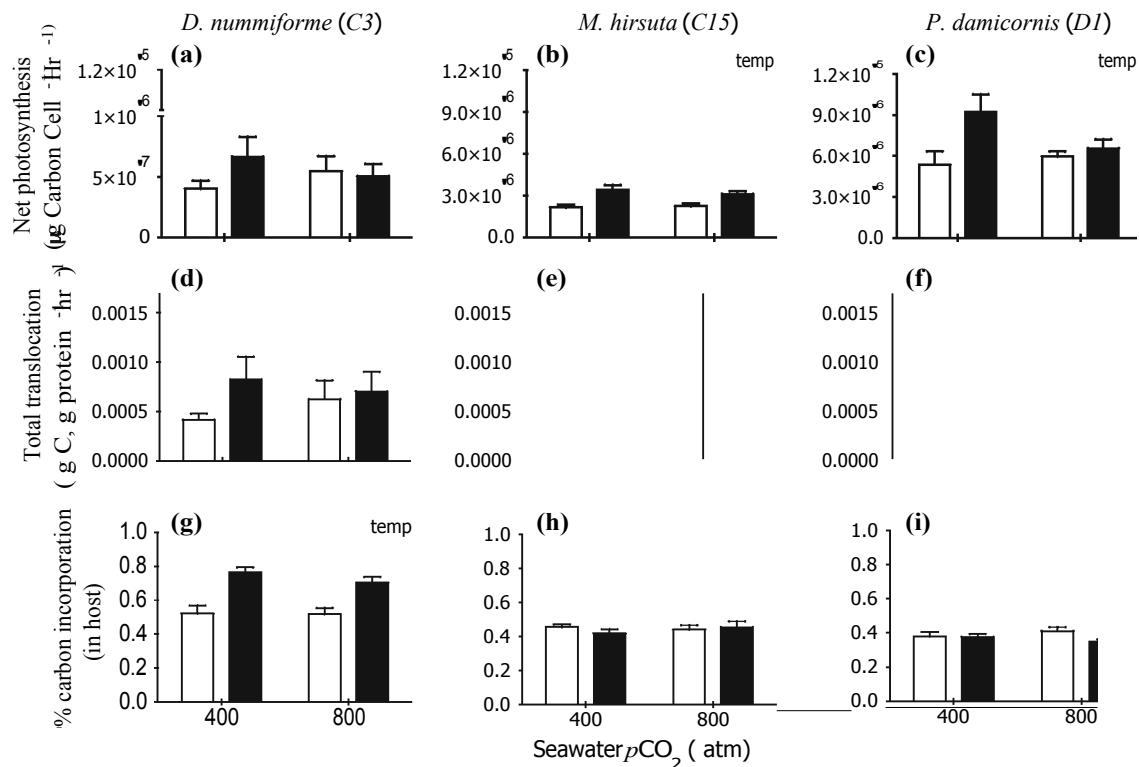 D. nummiforme (C3) M. hirsuta (C15) P. damicornis (D1)
(a) (b) temp (c) temp
Net photosynthesis
(µg Carbon Cell -1 Hr -1)
1.2×10 -5
-6
1×10
5×10 -7
0
1.2×10 -5
9.0×10 -6
6.0×10 -6
3.0×10 -6
0.0
1.2×10 -5
9.0×10 -6
6.0×10 -6
3.0×10 -6
0.0
(d) (e) (f)
Total translocation
( g C, g protein -1 hr -1)
0.0015 0.0015 0.0015
0.0010 0.0010 0.0010
0.0005 0.0005 0.0005
0.0000 0.0000 0.0000
(g) temp (h) (i)
% carbon incorporation
(in host)
1.0 1.0 1.0
0.8 0.8 0.8
0.6 0.6 0.6
0.4 0.4 0.4
0.2 0.2 0.2
0.0 0.0 0.0
400 800 400 800 400 800
Seawater pCO2 ( atm)